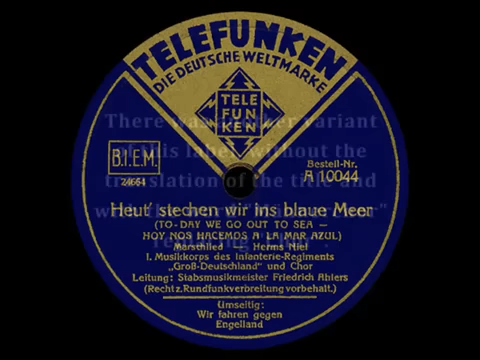 TELEFUNKEN
DIE DEUTSCHE WELTMARKE
TELE
FUN
KEN
There was variant
of this label without the
translation of the title and
with the
B.I.E.M.
24664
Bestell-Nr.
A 10044
Heut' stechen wir ins blaue Meer
(TO-DAY WE GO OUT TO SEA —
HOY NOS HACEMOS A LA MAR AZUL)
Marschlied — Herms Niel
I. Musikkorps des Infanterie-Regiments
„Groß-Deutschland" und Chor
Leitung: Stabsmusikmeister Friedrich Ahlers
(Recht z. Rundfunkverbreitung vorbehalt.)
Umseitig:
Wir fahren gegen
Engelland